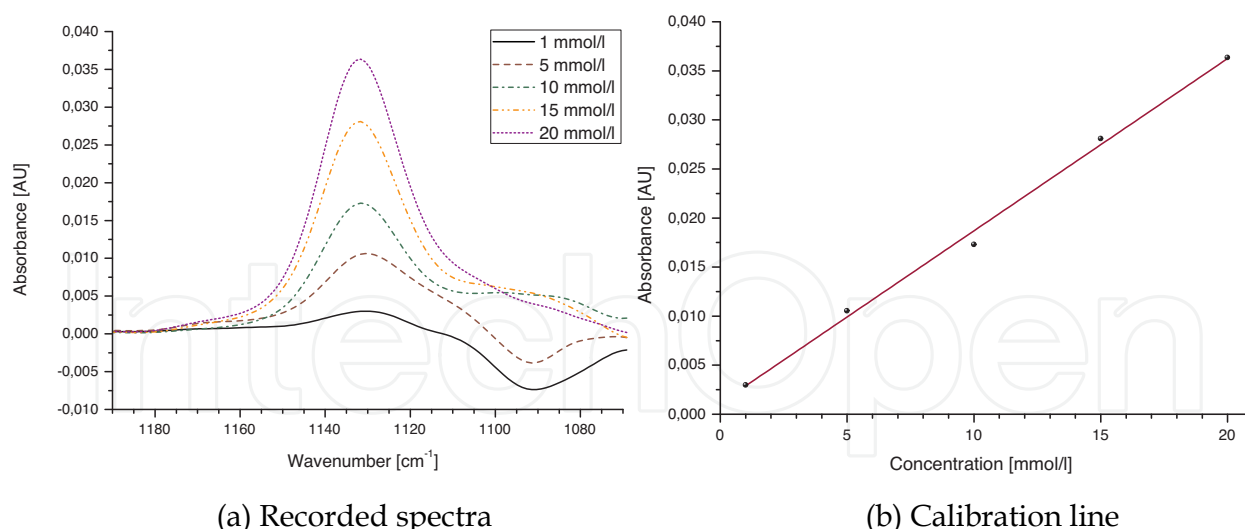 0,040
0,035
0,030
0,025
0,020
0,015
0,010
0,005
0,000
-0,005
-0,010
Absorbance [AU]
1180 1160 1140 1120 1100 1080
Wavenumber [cm⁻¹]
1 mmol/l
5 mmol/l
10 mmol/l
15 mmol/l
20 mmol/l
(a) Recorded spectra
0,040
0,035
0,030
0,025
0,020
0,015
0,010
0,005
0,000
Absorbance [AU]
0 5 10 15 20
Concentration [mmol/l]
(b) Calibration line
ntechOpen